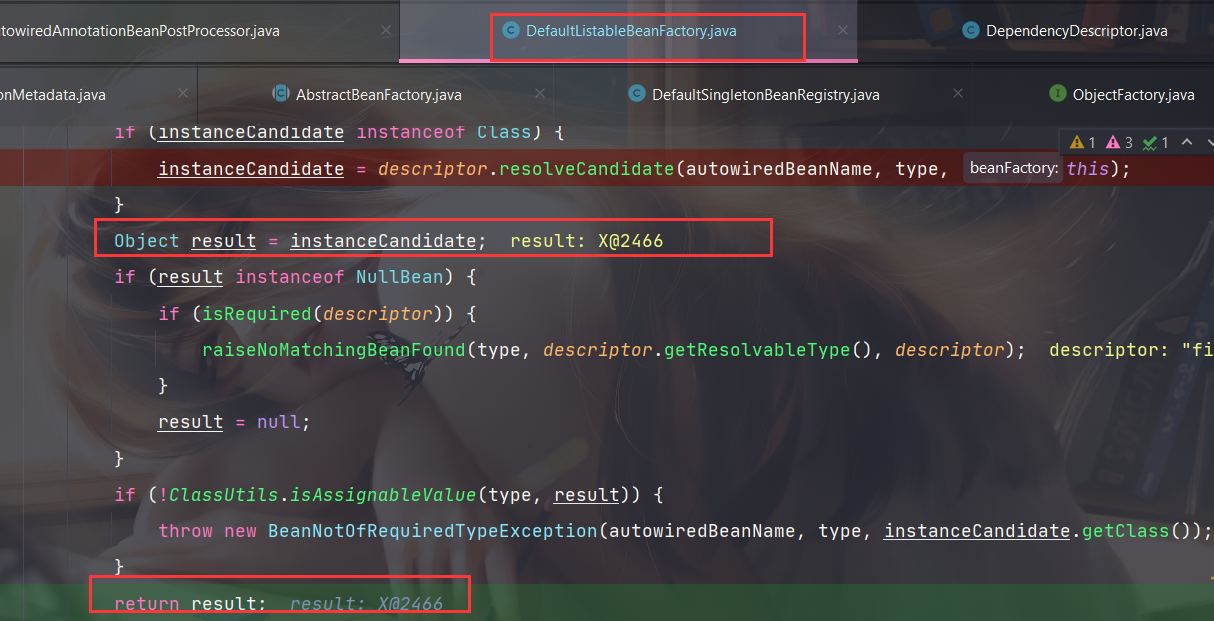 utowiredAnnotationBeanPostProcessor.java DefaultListableBeanFactory.java DependencyDescriptor.java
onMetadata.java AbstractBeanFactory.java DefaultSingletonBeanRegistry.java ObjectFactory.java
if (instanceCandidate instanceof Class) { 1 3 1
instanceCandidate = descriptor.resolveCandidate(autowiredBeanName, type, beanFactory: this);
}
Object result = instanceCandidate; result: X@2466
if (result instanceof NullBean) {
if (isRequired(descriptor)) {
raiseNoMatchingBeanFound(type, descriptor.getResolvableType(), descriptor); descriptor: "fi
}
result = null;
}
if (!ClassUtils.isAssignableValue(type, result)) {
throw new BeanNotOfRequiredTypeException(autowiredBeanName, type, instanceCandidate.getClass());
}
return result; result: X@2466